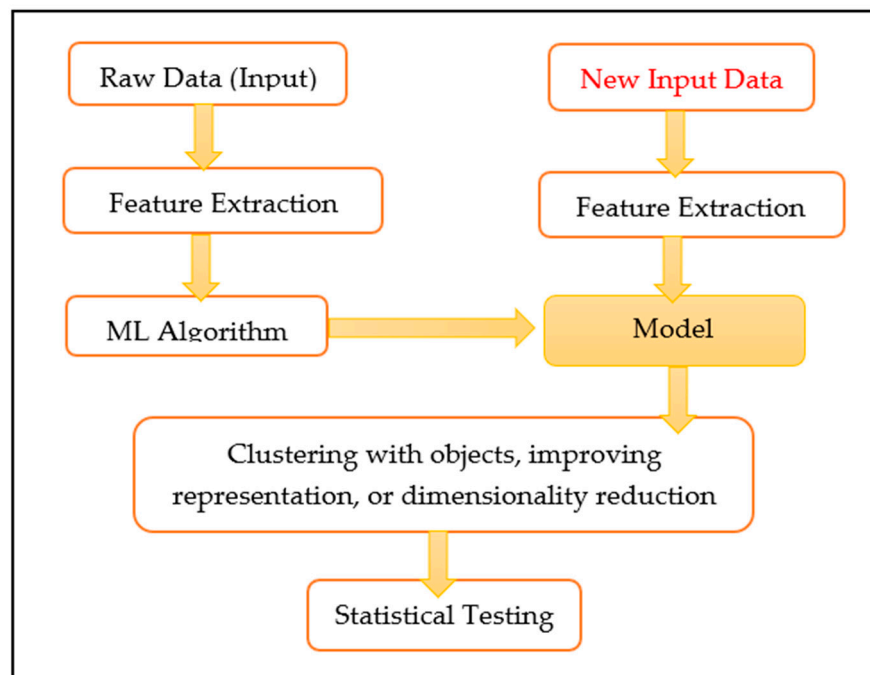 Raw Data (Input)
New Input Data
Feature Extraction
Feature Extraction
ML Algorithm
Model
Clustering with objects, improving
representation, or dimensionality reduction
Statistical Testing